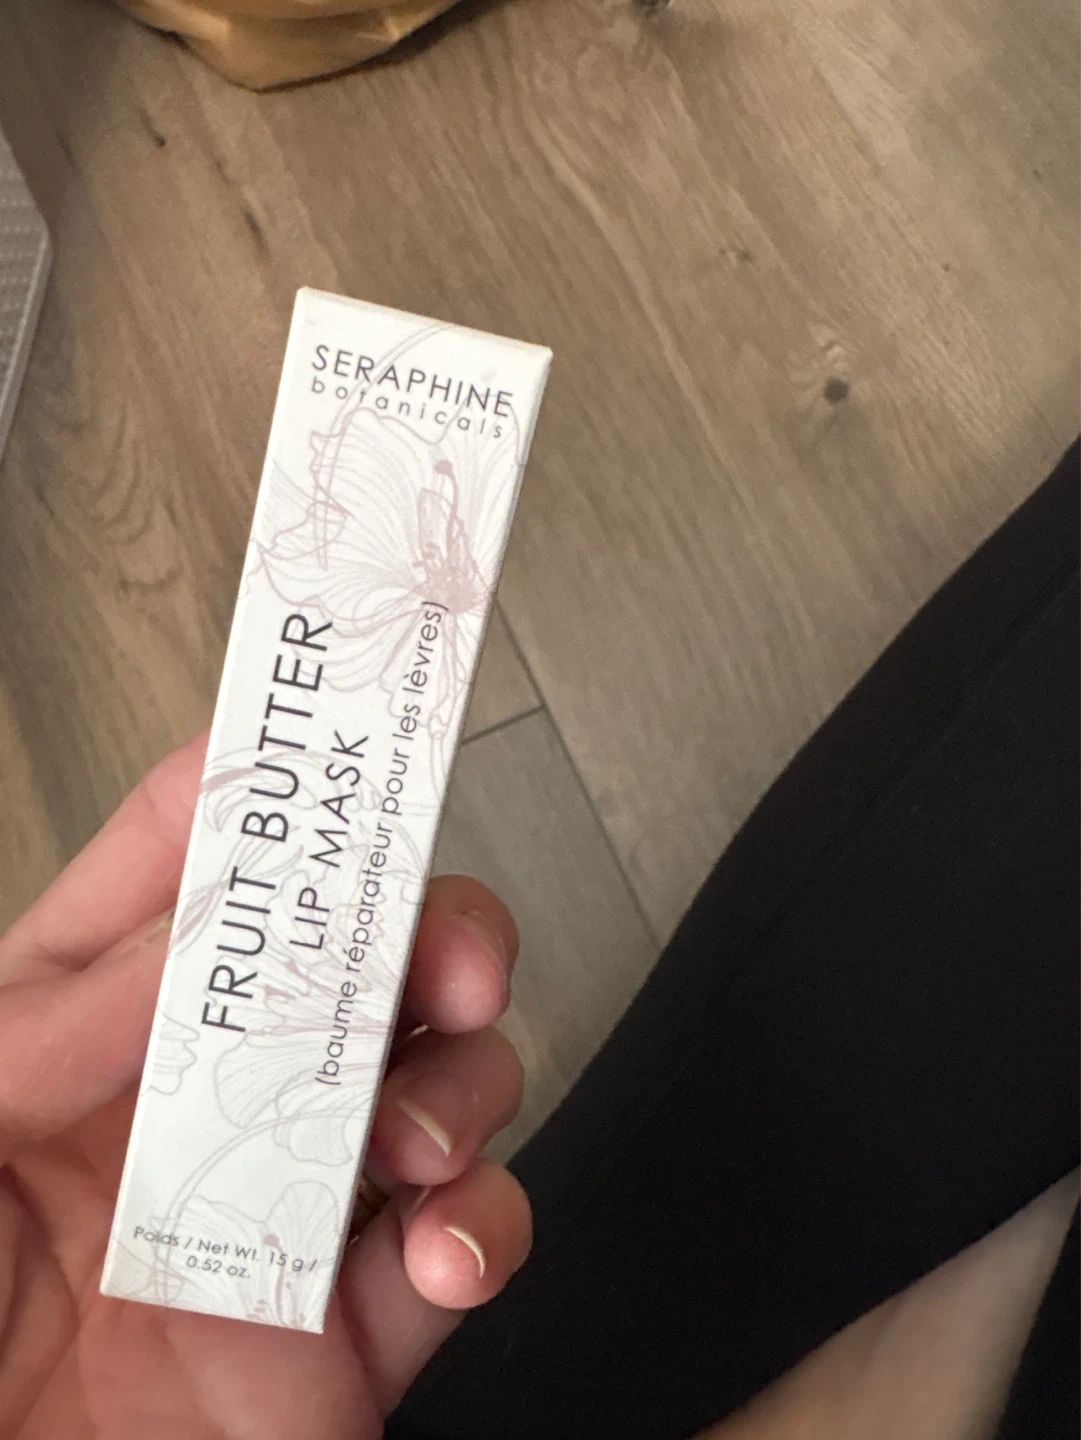 SERAPHINE
botanicals
FRUIT BUTTER
LIP MASK
(baume réparateur pour les lèvres)
Poids / Net Wt. 15 g /
0.52 oz.